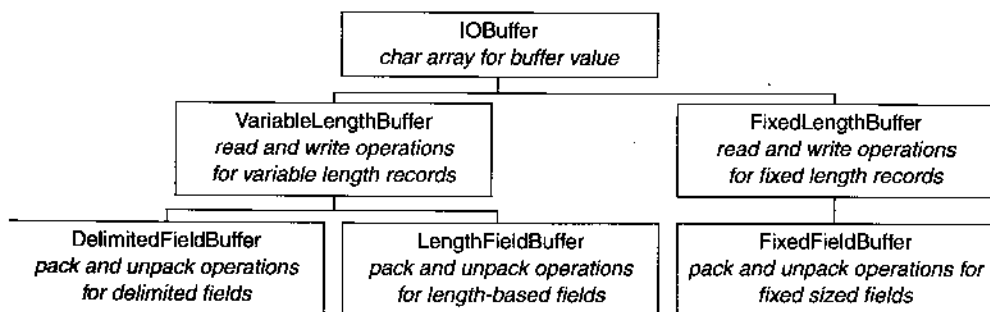 IOBuffer
char array for buffer value
VariableLengthBuffer
read and write operations
for variable length records
FixedLengthBuffer
read and write operations
for fixed length records
DelimitedFieldBuffer
pack and unpack operations
for delimited fields
LengthFieldBuffer
pack and unpack operations
for length-based fields
FixedFieldBuffer
pack and unpack operations for
fixed sized fields